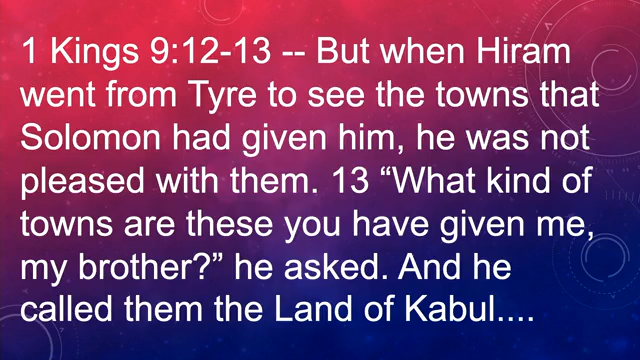 1 Kings 9:12-13 -- But when Hiram
went from Tyre to see the towns that
Solomon had given him, he was not
pleased with them. 13 “What kind of
towns are these you have given me,
my brother?” he asked. And he
called them the Land of Kabul....